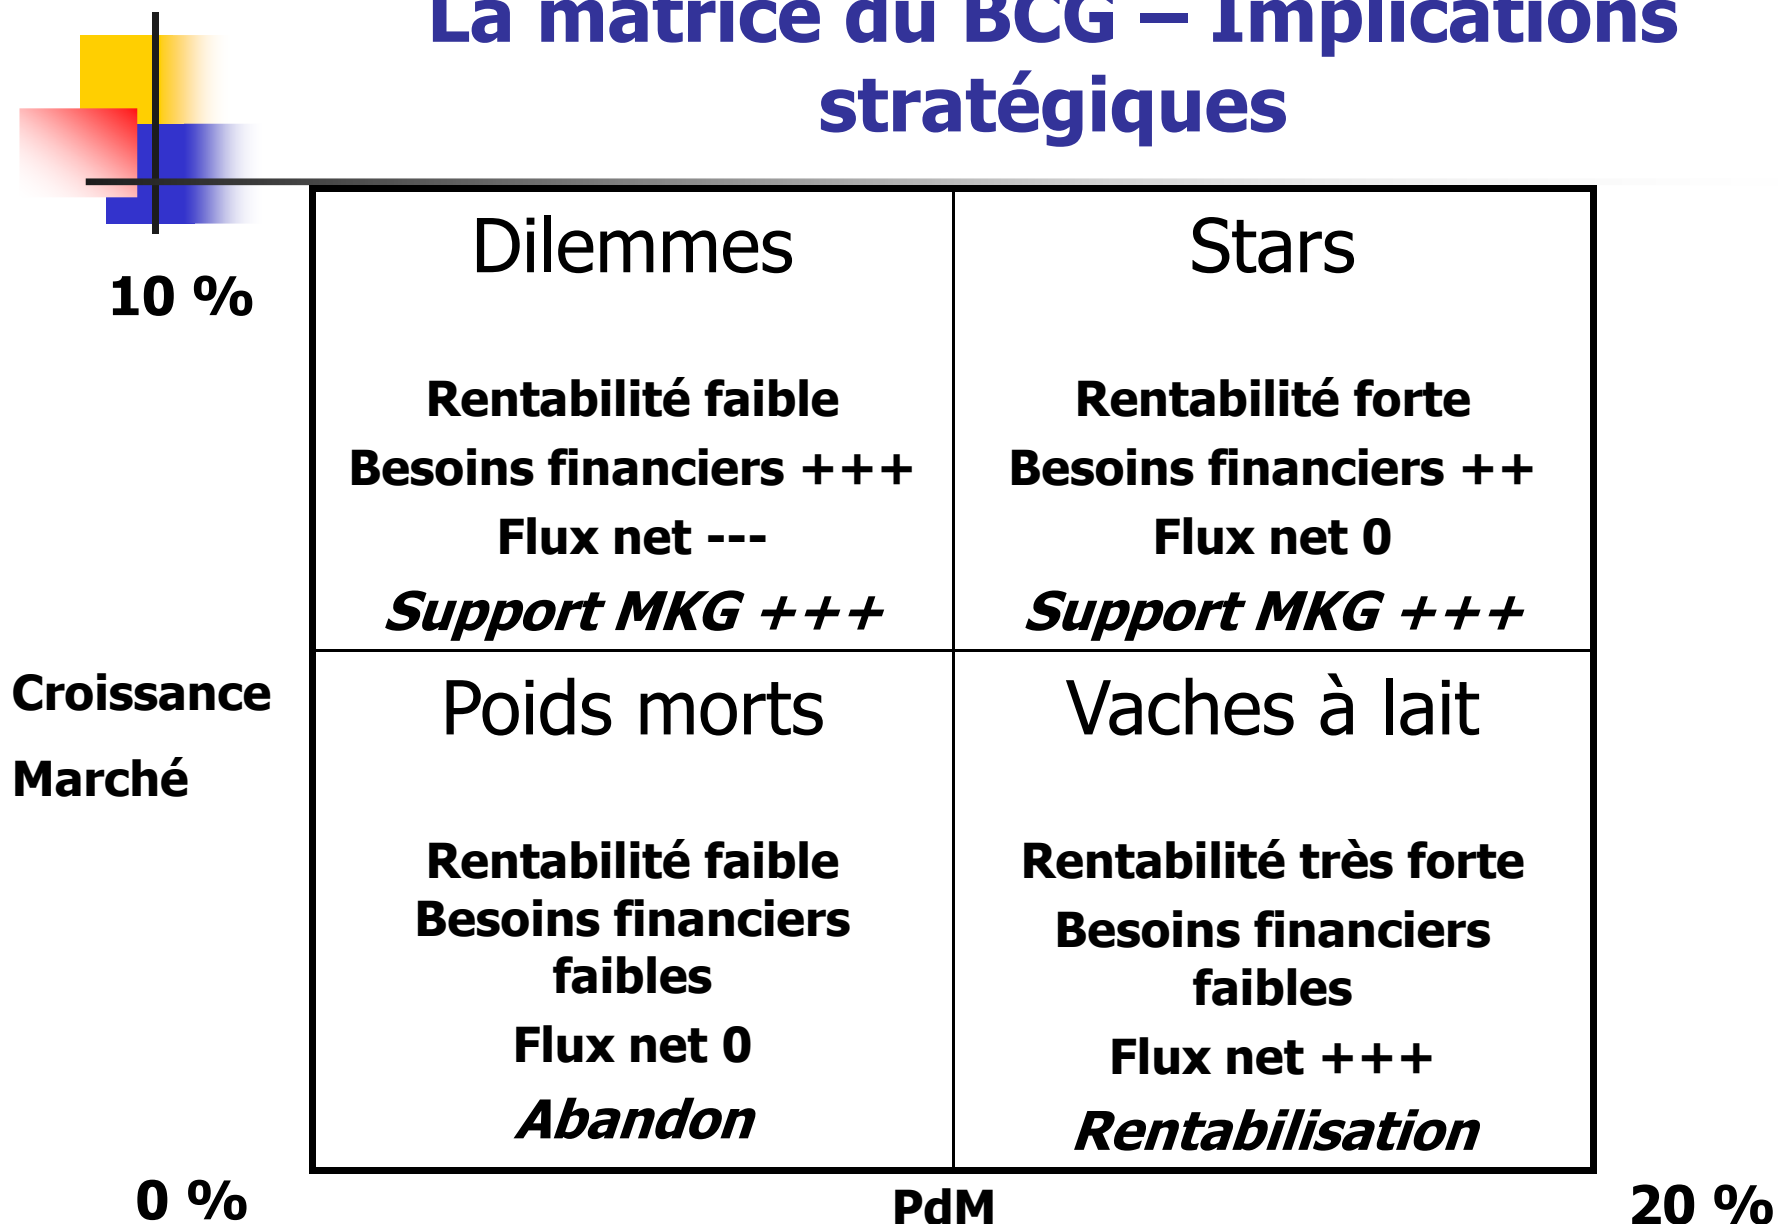 La matrice du BCG – Implications
stratégiques
Dilemmes
Stars
10 %
Rentabilité faible
Besoins financiers +++
Flux net ---
Support MKG +++
Rentabilité forte
Besoins financiers ++
Flux net 0
Support MKG +++
Croissance
Marché
Poids morts
Rentabilité faible
Besoins financiers
faibles
Flux net 0
Abandon
Vaches à lait
Rentabilité très forte
Besoins financiers
faibles
Flux net +++
Rentabilisation
0 %
PdM
20 %